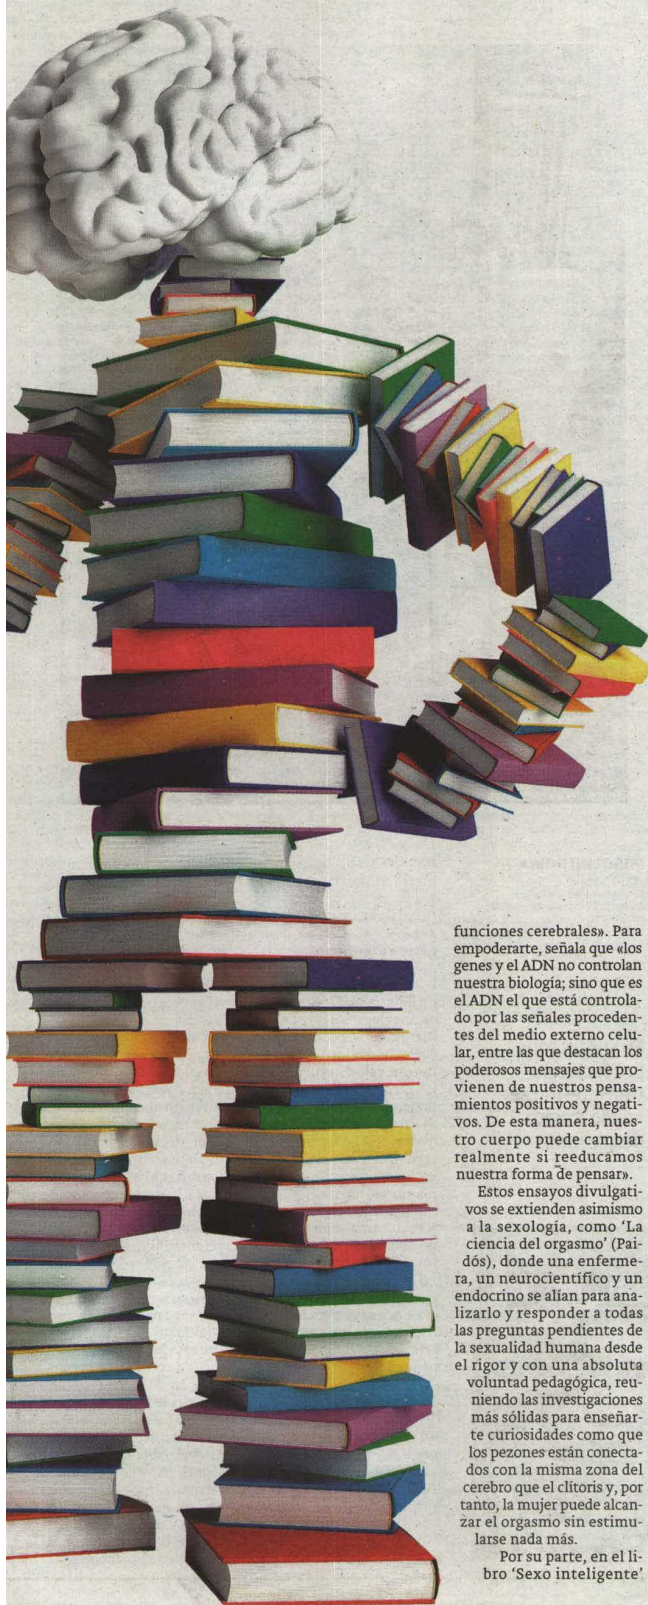 funciones cerebrales». Para
empoderarte, señala que «los
genes y el ADN no controlan
nuestra biología; sino que es
el ADN el que está controla-
do por las señales proceden-
tes del medio externo celu-
lar, entre las que destacan los
poderosos mensajes que pro-
vienen de nuestros pensa-
mientos positivos y negati-
vos. De esta manera, nues-
tro cuerpo puede cambiar
realmente si reeducamos
nuestra forma de pensar».
Estos ensayos divulgati-
vos se extienden asimismo
a la sexología, como 'La
ciencia del orgasmo' (Pai-
dós), donde una enferme-
ra, un neurocientífico y un
endocrino se alían para ana-
lizarlo y responder a todas
las preguntas pendientes de
la sexualidad humana desde
el rigor y con una absoluta
voluntad pedagógica, reu-
niendo las investigaciones
más sólidas para enseñar-
te curiosidades como que
los pezones están conecta-
dos con la misma zona del
cerebro que el clítoris y, por
tanto, la mujer puede alcan-
zar el orgasmo sin estimu-
larse nada más.
Por su parte, en el li-
bro 'Sexo inteligente'